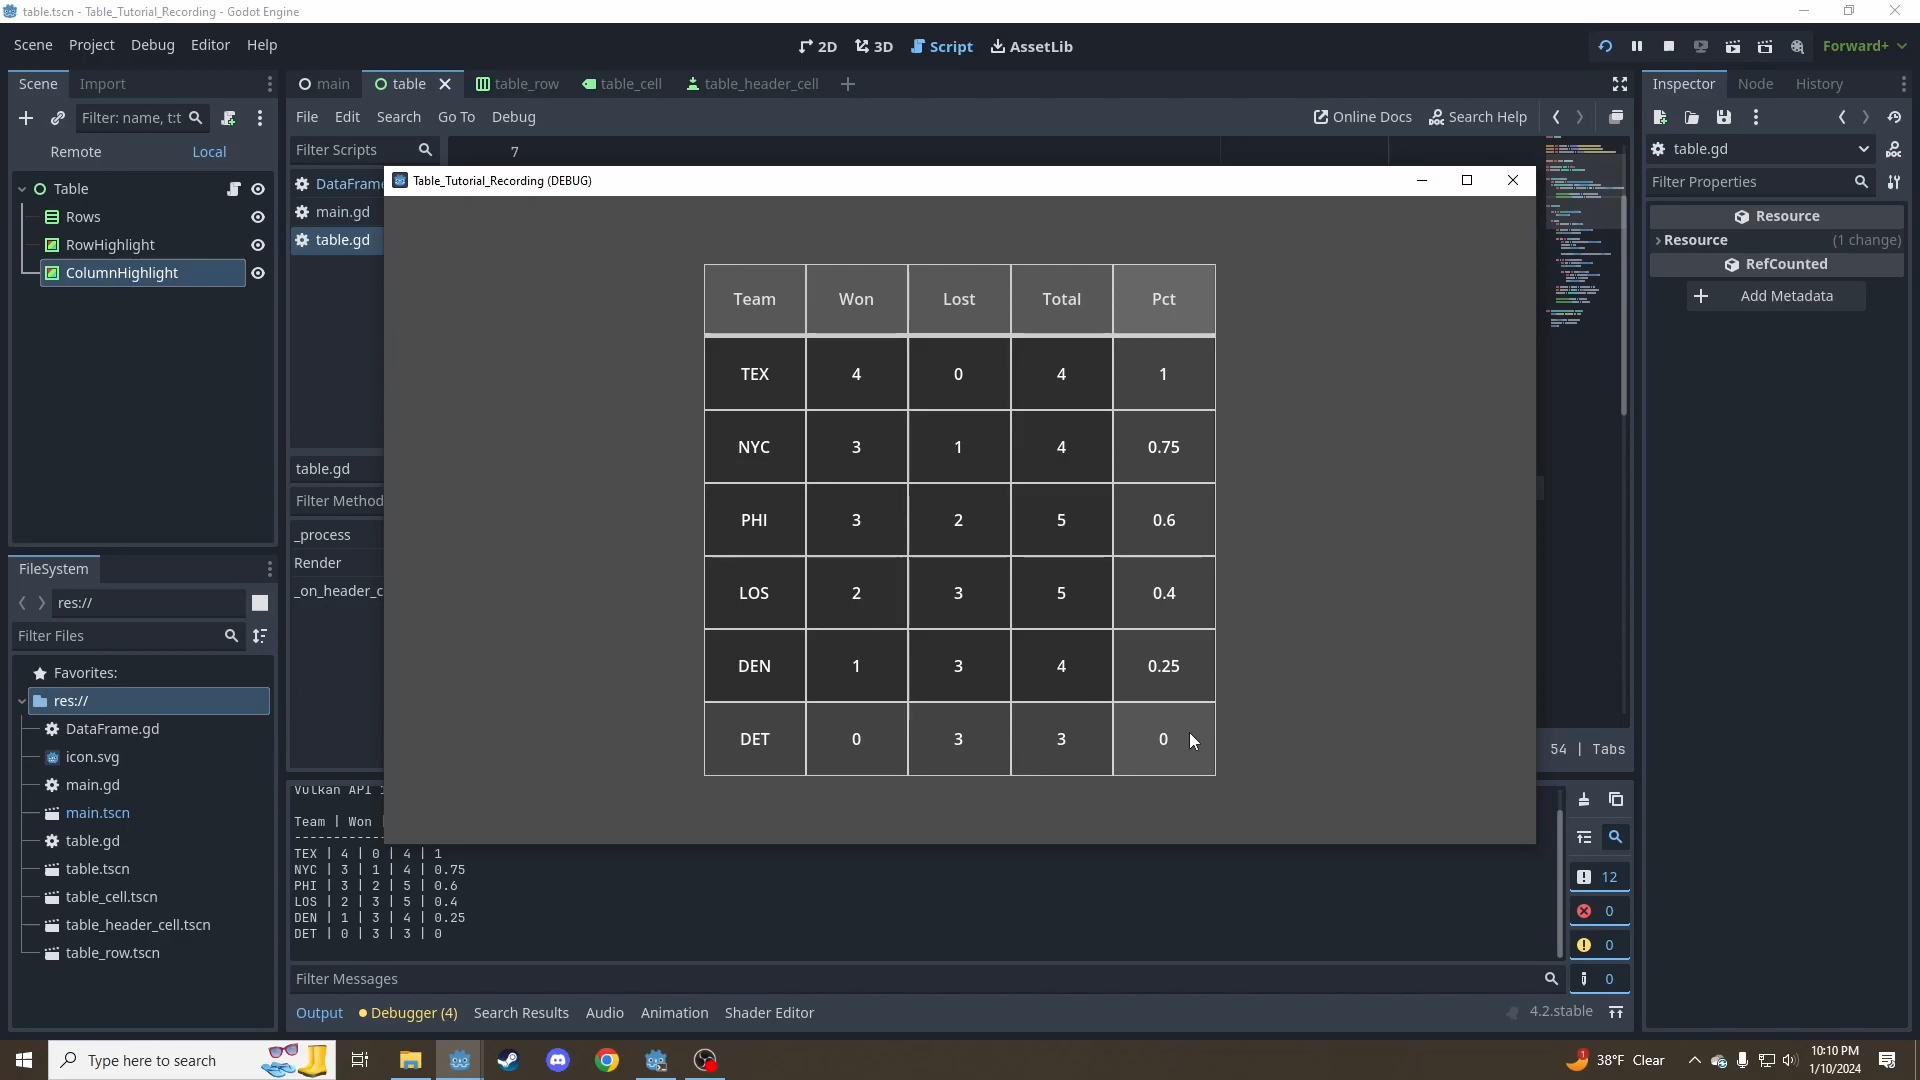 table.tscn - Table_Tutorial_Recording - Godot Engine
Scene Project Debug Editor Help
2D 3D Script AssetLib
Forward+
Scene Import
main table table_row table_cell table_header_cell
Inspector Node History
Filter: name, t:t
File Edit Search Go To Debug
Online Docs Search Help
Remote Local
Filter Scripts
7
table.gd
Filter Properties
Table
Rows
RowHighlight
ColumnHighlight
DataFrame
main.gd
table.gd
table.gd
Filter Method
_process
Render
_on_header_c
Table_Tutorial_Recording (DEBUG)
Team Won Lost Total Pct
TEX 4 0 4 1
NYC 3 1 4 0.75
PHI 3 2 5 0.6
LOS 2 3 5 0.4
DEN 1 3 4 0.25
DET 0 3 3 0
Resource
Resource (1 change)
RefCounted
Add Metadata
54 | Tabs
FileSystem
res://
Filter Files
Favorites:
res://
DataFrame.gd
icon.svg
main.gd
main.tscn
table.gd
table.tscn
table_cell.tscn
table_header_cell.tscn
table_row.tscn
Vulkan API
Team | Won |
TEX | 4 | 0 | 4 | 1
NYC | 3 | 1 | 4 | 0.75
PHI | 3 | 2 | 5 | 0.6
LOS | 2 | 3 | 5 | 0.4
DEN | 1 | 3 | 4 | 0.25
DET | 0 | 3 | 3 | 0
12
0
0
0
Filter Messages
Output Debugger (4) Search Results Audio Animation Shader Editor
4.2.stable
Type here to search
38°F Clear
10:10 PM
1/10/2024